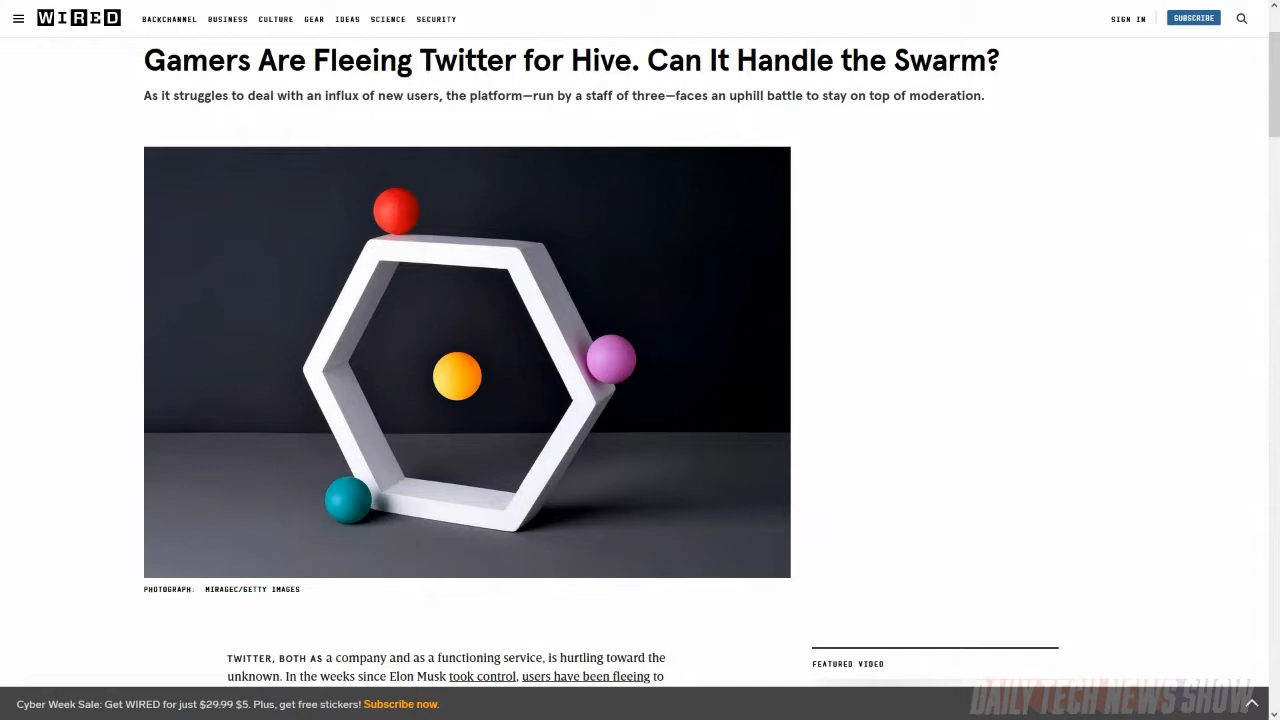 WIRED
BACKCHANNEL BUSINESS CULTURE GEAR IDEAS SCIENCE SECURITY
SIGN IN
SUBSCRIBE
Gamers Are Fleeing Twitter for Hive. Can It Handle the Swarm?
As it struggles to deal with an influx of new users, the platform—run by a staff of three—faces an uphill battle to stay on top of moderation.
PHOTOGRAPH: MIRAGEC/GETTY IMAGES
TWITTER, BOTH AS a company and as a functioning service, is hurtling toward the
unknown. In the weeks since Elon Musk took control, users have been fleeing to
FEATURED VIDEO
Cyber Week Sale: Get WIRED for just $29.99 $5. Plus, get free stickers! Subscribe now.
DAILY TECH NEWS SHOW